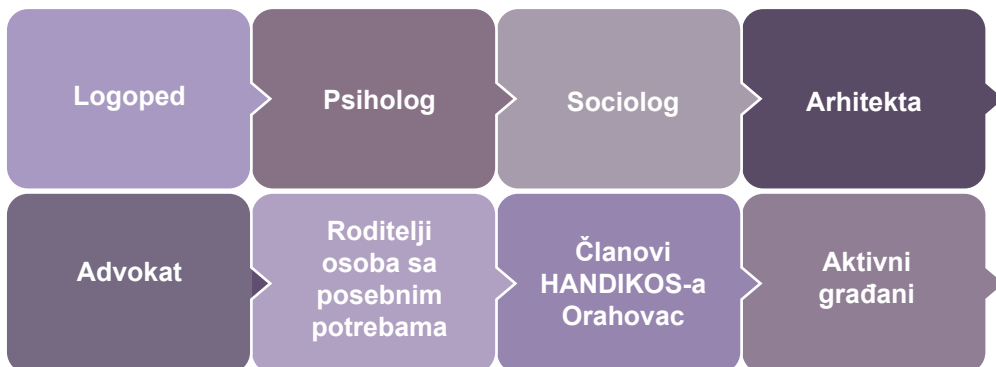 Logoped
Psiholog
Sociolog
Arhitekta
Advokat
Roditelji
osoba sa
posebnim
potrebama
Članovi
HANDIKOS-a
Orahovac
Aktivni
građani